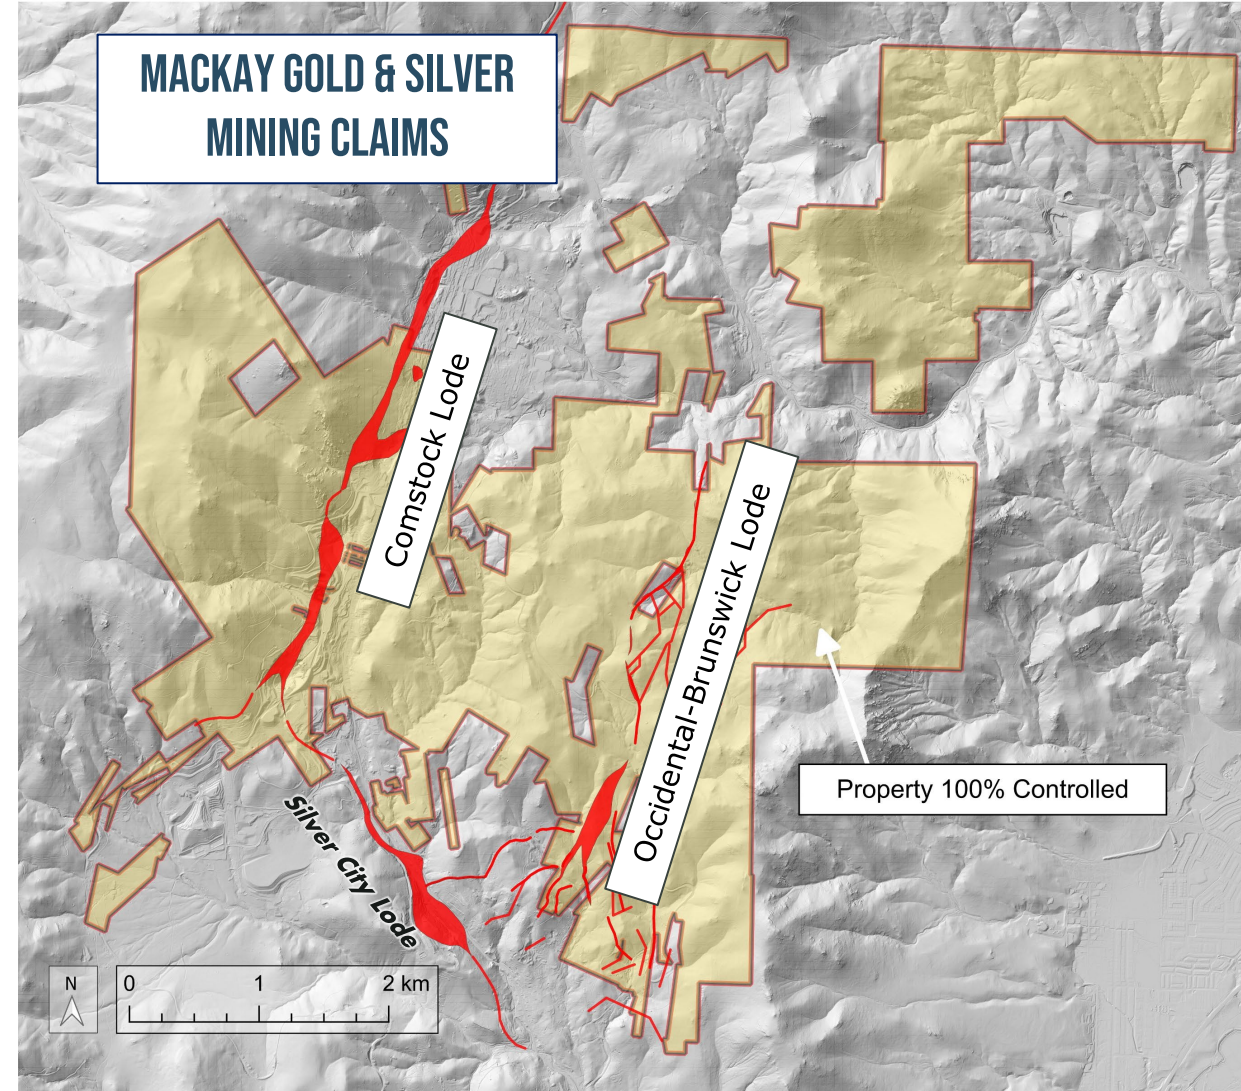 MACKAY GOLD & SILVER
MINING CLAIMS
Comstock Lode
Occidental-Brunswick Lode
Property 100% Controlled
Silver City Lode
N
0 1 2 km